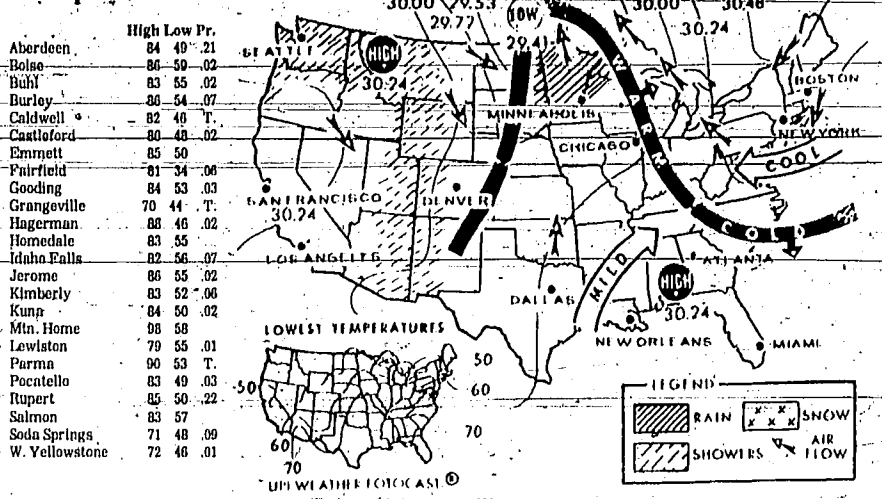 High Low Pr.
Aberdeen 84 49 .21
Boise 86 59 .02
Buhl 83 55 .02
Burley 86 54 .07
Caldwell 82 46 T.
Castleford 80 48 .02
Emmett 85 50
Fairfield 81 34 .06
Gooding 84 53 .03
Grangeville 70 44 T.
Hagerman 88 46 .02
Homedale 83 55
Idaho Falls 82 56 .07
Jerome 86 55 .02
Kimberly 83 52 .06
Kuna 84 50 .02
Mtn. Home 98 58
Lewiston 79 55 .01
Parma 90 53 T.
Pocatello 83 49 .03
Rupert 85 50 .22
Salmon 83 57
Soda Springs 71 48 .09
W. Yellowstone 72 46 .01
30.00 29.53 30.00 30.48
29.77 LOW 30.24
SEATTLE HIGH 29.41 WARM
30.24 BOSTON
MINNEAPOLIS NEW YORK
CHICAGO COOL
SAN FRANCISCO DENVER
30.24 COLD
LOS ANGELES MILD ATLANTA
DALLAS HIGH
30.24
NEW ORLEANS MIAMI
LOWEST TEMPERATURES
50 50
60
70
60
70
UPI WEATHER FOTOCAST ®
LEGEND
RAIN SNOW
SHOWERS AIR FLOW